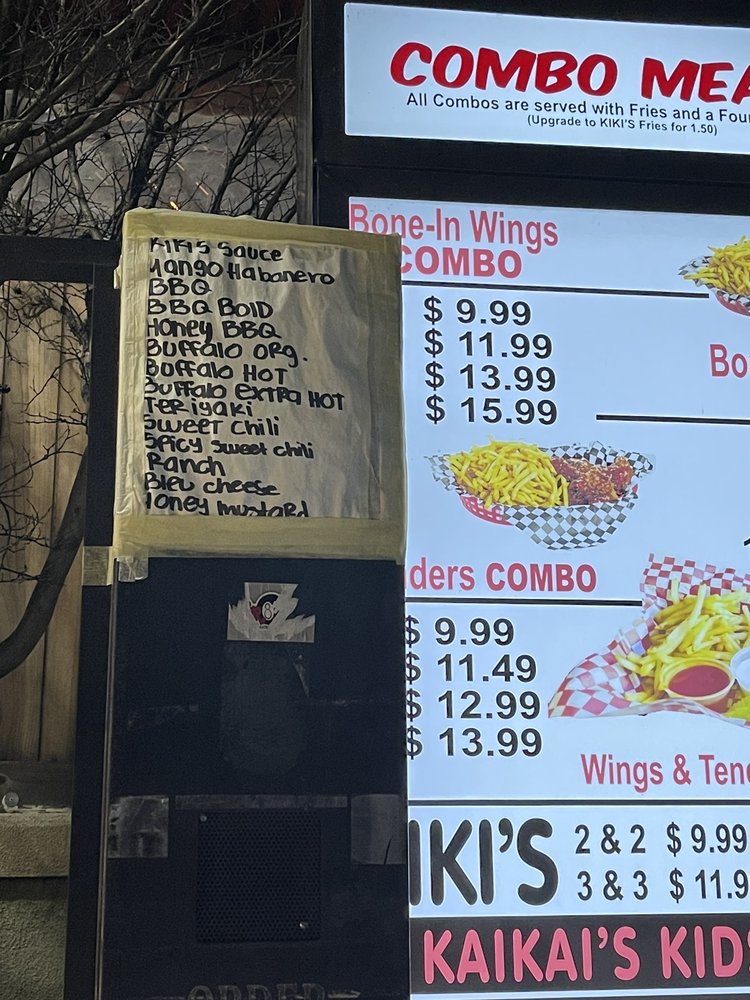 COMBO MEA
All Combos are served with Fries and a Foun
(Upgrade to KIKI'S Fries for 1.50)
KIKI'S Sauce
Mango Habanero
BBQ
BBQ BOLD
Honey BBQ
Buffalo org.
Buffalo HOT
Buffalo extra HOT
Teriyaki
Sweet chili
Spicy sweet chili
Ranch
Bleu cheese
Honey mustard
Bone-In Wings
COMBO
$ 9.99
$ 11.99
$ 13.99
$ 15.99
Bo
ders COMBO
$ 9.99
$ 11.49
$ 12.99
$ 13.99
Wings & Tend
IKI'S
2 & 2 $ 9.99
3 & 3 $ 11.9
KAIKAI'S KIDS
8
ORDER